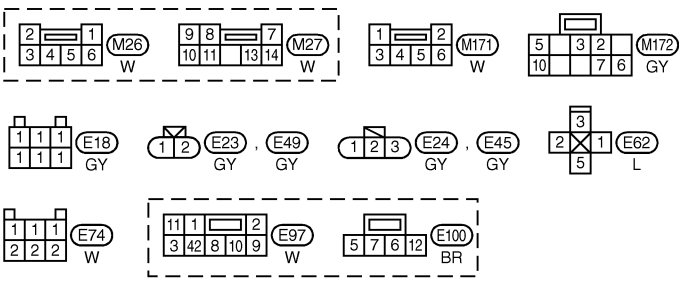 2 1 M26
3 4 5 6 W
9 8 7 M27
10 11 13 14 W
1 2 M171
3 4 5 6 W
5 3 2 M172
10 7 6 GY
1 1 1 E18
1 1 1 GY
1 2 E23 , E49
GY GY
1 2 3 E24 , E45
GY GY
3
2 1 E62
5 L
1 1 1 E74
2 2 2 W
11 1 2 E97
3 42 8 10 9 W
5 7 6 12 E100
BR